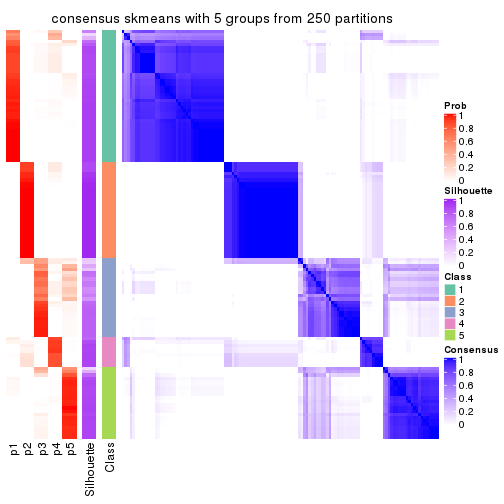 consensus skmeans with 5 groups from 250 partitions
Prob
1
0.8
0.6
0.4
0.2
0
Silhouette
1
0.8
0.6
0.4
0.2
0
Class
1
2
3
4
5
Consensus
1
0.8
0.6
0.4
0.2
0
p1
p2
p3
p4
p5
Silhouette
Class